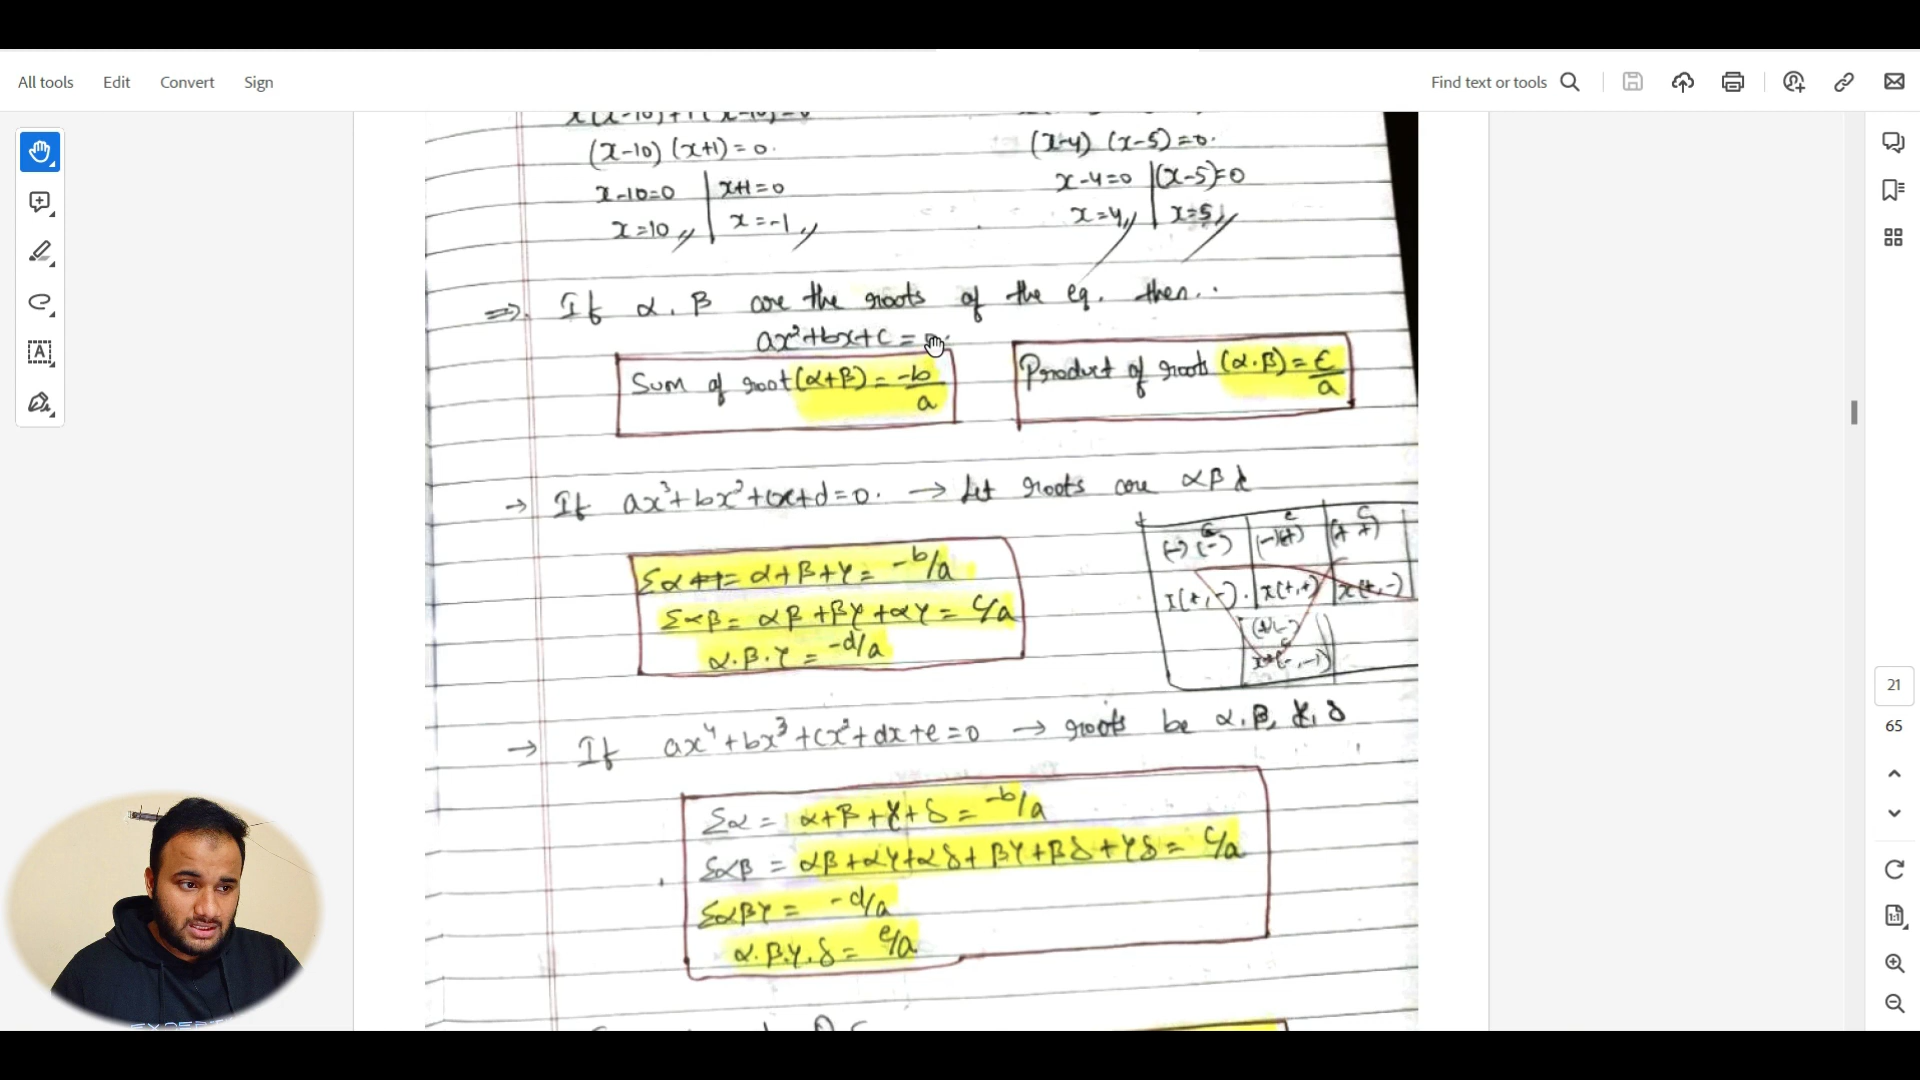 All tools Edit Convert Sign Find text or tools
(x-10) (x+1) = 0.
x-10=0 | x+1=0
x=10 | x=-1
(x-4) (x-5) =0.
x-4=0 | (x-5)=0
x=4 | x=5
⇒. If α, β are the roots of the eq. then..
ax²+bx+c =
Sum of root (α+β) = -b/a
Product of roots (α.β) = c/a
→ If ax³+bx²+cx+d=0. → Let roots are α β γ
Σα = α+β+γ = -b/a
Σαβ = αβ+βγ+αγ = c/a
α.β.γ = -d/a
(-) (-) | (-)(+) | (+ +)
x(+,-). | x(+,+) | x(+,-)
x²(-,-)
→ If ax⁴+bx³+cx²+dx+e=0 → roots be α, β, γ, δ
Σα = α+β+γ+δ = -b/a
Σαβ = αβ+αγ+αδ+βγ+βδ+γδ = c/a
Σαβγ = -d/a
α.β.γ.δ = e/a
21
65